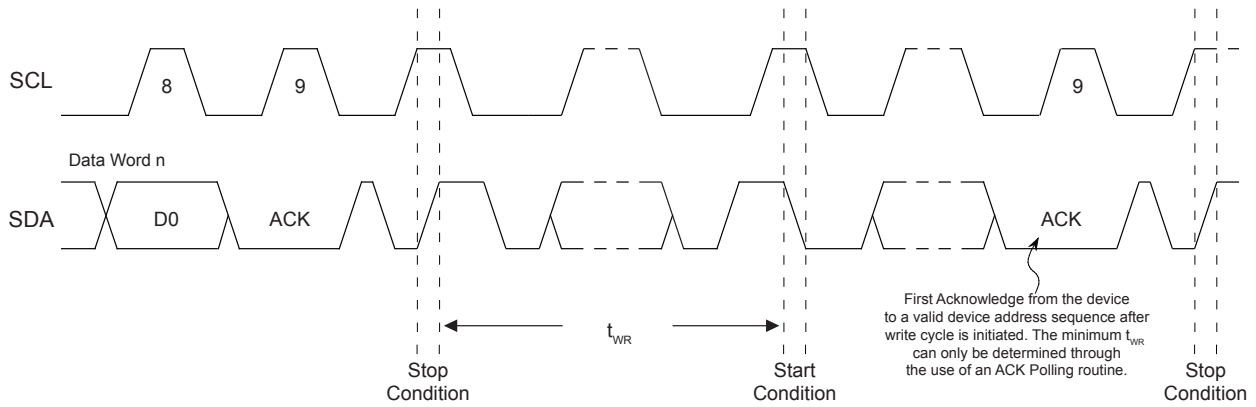 SCL
8
9
9
Data Word n
SDA
D0
ACK
ACK
First Acknowledge from the device
to a valid device address sequence after
write cycle is initiated. The minimum tWR
can only be determined through
the use of an ACK Polling routine.
tWR
Stop
Condition
Start
Condition
Stop
Condition